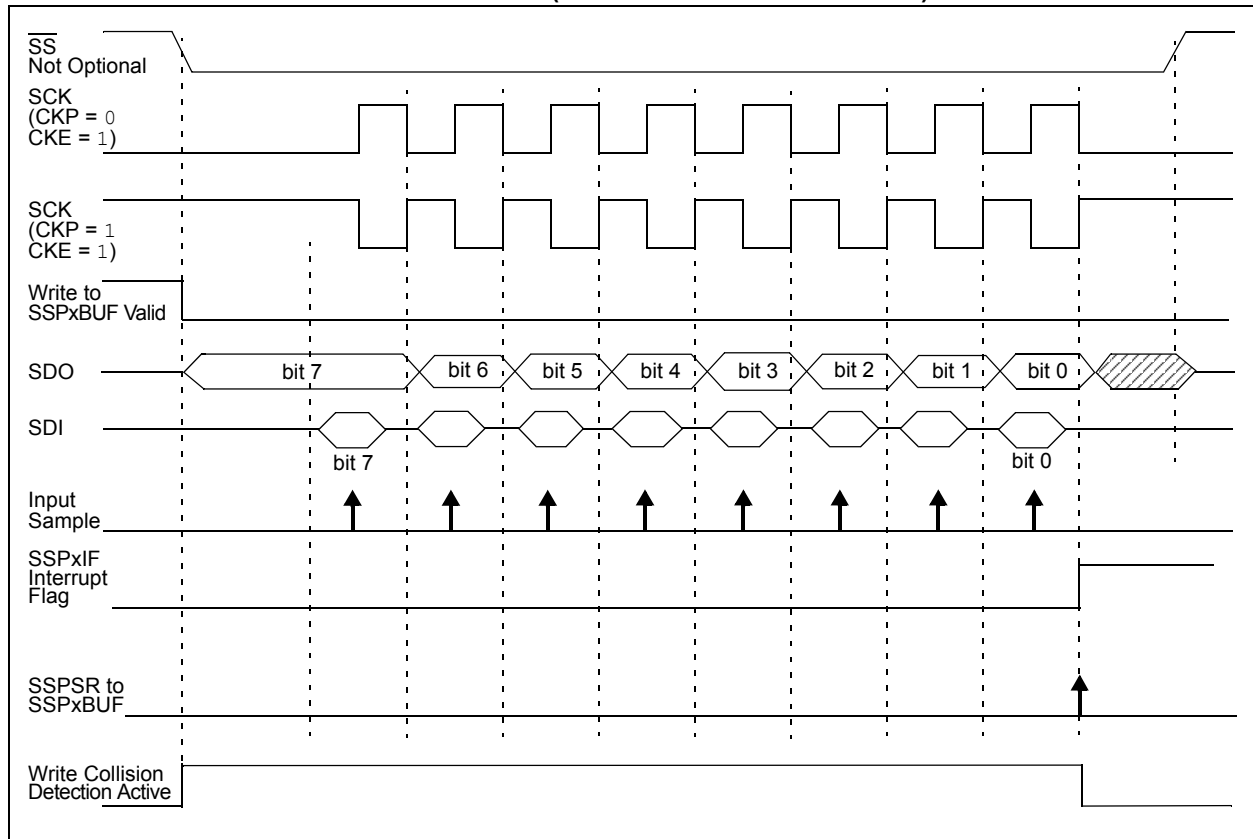 SS
Not Optional
SCK
(CKP = 0
CKE = 1)
SCK
(CKP = 1
CKE = 1)
Write to
SSPxBUF Valid
SDO
bit 7
bit 6
bit 5
bit 4
bit 3
bit 2
bit 1
bit 0
SDI
bit 7
bit 0
Input
Sample
SSPxIF
Interrupt
Flag
SSPSR to
SSPxBUF
Write Collision
Detection Active